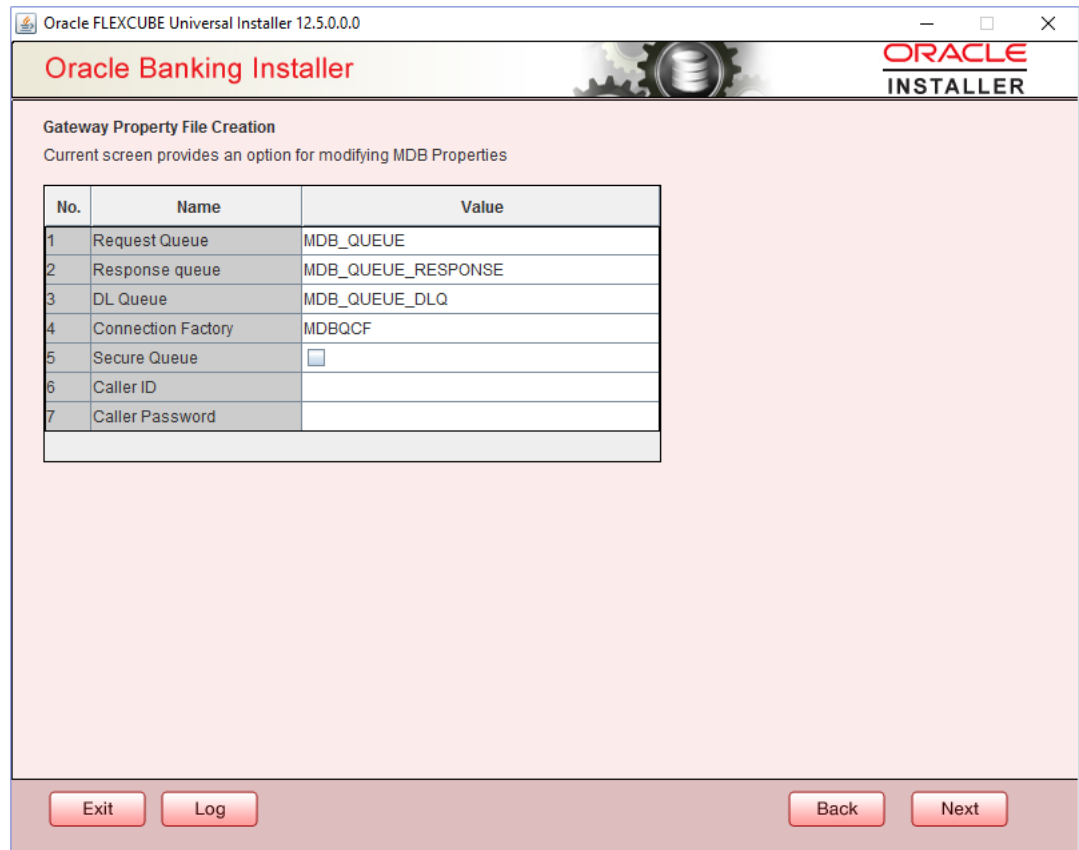 Oracle FLEXCUBE Universal Installer 12.5.0.0.0
Oracle Banking Installer
ORACLE
INSTALLER
Gateway Property File Creation
Current screen provides an option for modifying MDB Properties
No. Name Value
1 Request Queue MDB_QUEUE
2 Response queue MDB_QUEUE_RESPONSE
3 DL Queue MDB_QUEUE_DLQ
4 Connection Factory MDBQCF
5 Secure Queue
6 Caller ID
7 Caller Password
Exit Log Back Next